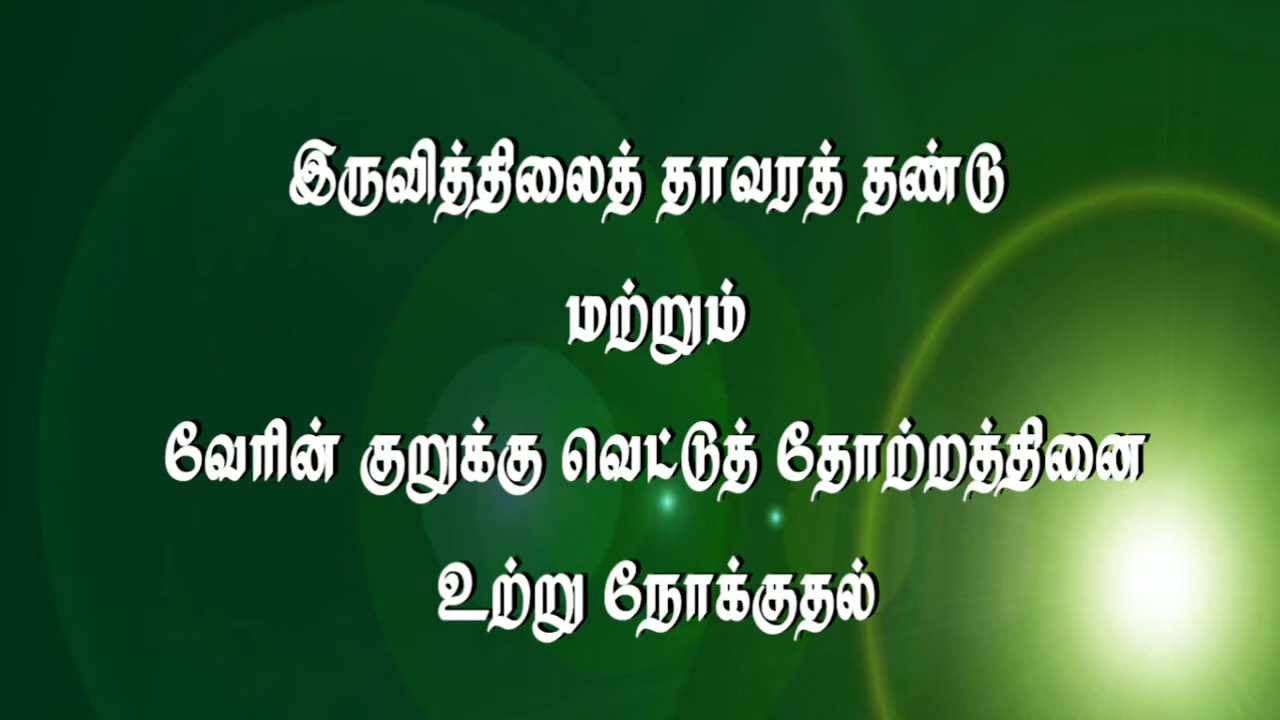 இருவித்திலைத் தாவரத் தண்டு
மற்றும்
வேரின் குறுக்கு வெட்டுத் தோற்றத்தினை
உற்று நோக்குதல்